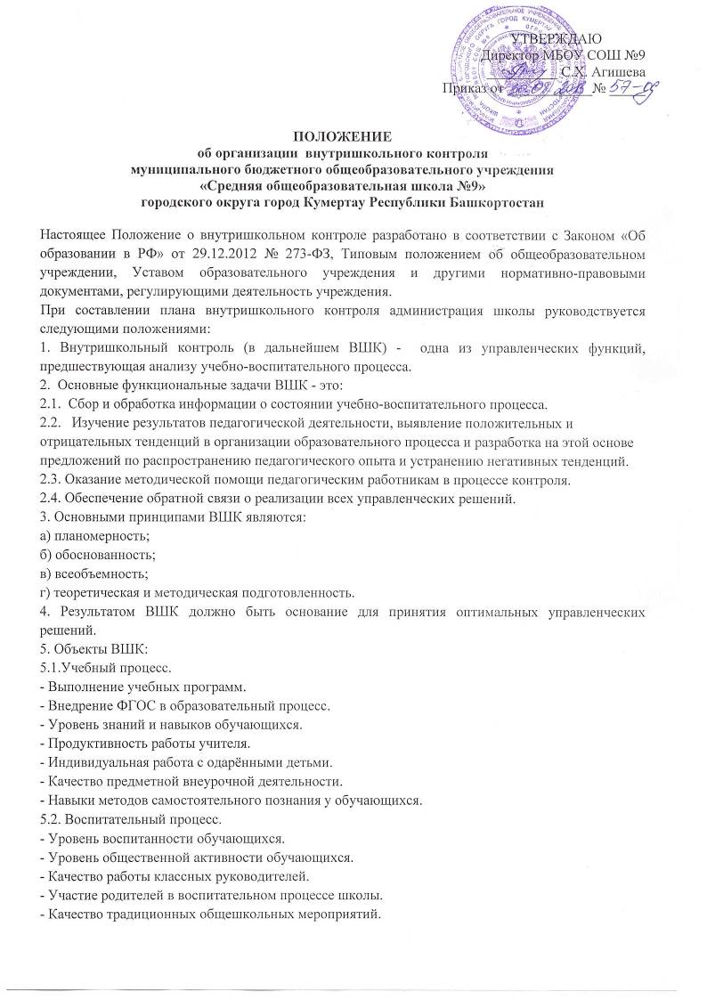 УТВЕРЖДАЮ
Директор МБОУ СОШ №9
С.Х. Агишева
Приказ от № 57-
ПОЛОЖЕНИЕ
об организации внутришкольного контроля
муниципального бюджетного общеобразовательного учреждения
«Средняя общеобразовательная школа №9»
городского округа город Кумертау Республики Башкортостан
Настоящее Положение о внутришкольном контроле разработано в соответствии с Законом «Об
образовании в РФ» от 29.12.2012 № 273-ФЗ, Типовым положением об общеобразовательном
учреждении, Уставом образовательного учреждения и другими нормативно-правовыми
документами, регулирующими деятельность учреждения.
При составлении плана внутришкольного контроля администрация школы руководствуется
следующими положениями:
1. Внутришкольный контроль (в дальнейшем ВШК) - одна из управленческих функций,
предшествующая анализу учебно-воспитательного процесса.
2. Основные функциональные задачи ВШК - это:
2.1. Сбор и обработка информации о состоянии учебно-воспитательного процесса.
2.2. Изучение результатов педагогической деятельности, выявление положительных и
отрицательных тенденций в организации образовательного процесса и разработка на этой основе
предложений по распространению педагогического опыта и устранению негативных тенденций.
2.3. Оказание методической помощи педагогическим работникам в процессе контроля.
2.4. Обеспечение обратной связи о реализации всех управленческих решений.
3. Основными принципами ВШК являются:
а) планомерность;
б) обоснованность;
в) всеобъемность;
г) теоретическая и методическая подготовленность.
4. Результатом ВШК должно быть основание для принятия оптимальных управленческих
решений.
5. Объекты ВШК:
5.1.Учебный процесс.
- Выполнение учебных программ.
- Внедрение ФГОС в образовательный процесс.
- Уровень знаний и навыков обучающихся.
- Продуктивность работы учителя.
- Индивидуальная работа с одарёнными детьми.
- Качество предметной внеурочной деятельности.
- Навыки методов самостоятельного познания у обучающихся.
5.2. Воспитательный процесс.
- Уровень воспитанности обучающихся.
- Уровень общественной активности обучающихся.
- Качество работы классных руководителей.
- Участие родителей в воспитательном процессе школы.
- Качество традиционных общешкольных мероприятий.